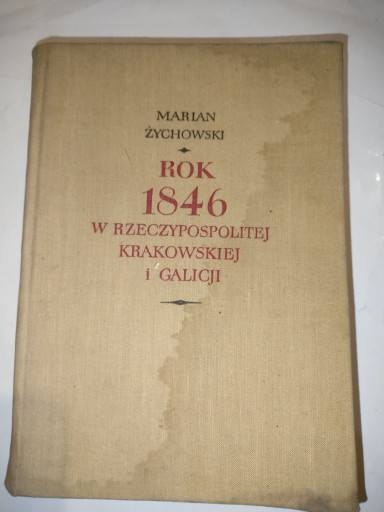 MARIAN
ŻYCHOWSKI
ROK
1846
W RZECZYPOSPOLITEJ
KRAKOWSKIEJ
i GALICJI